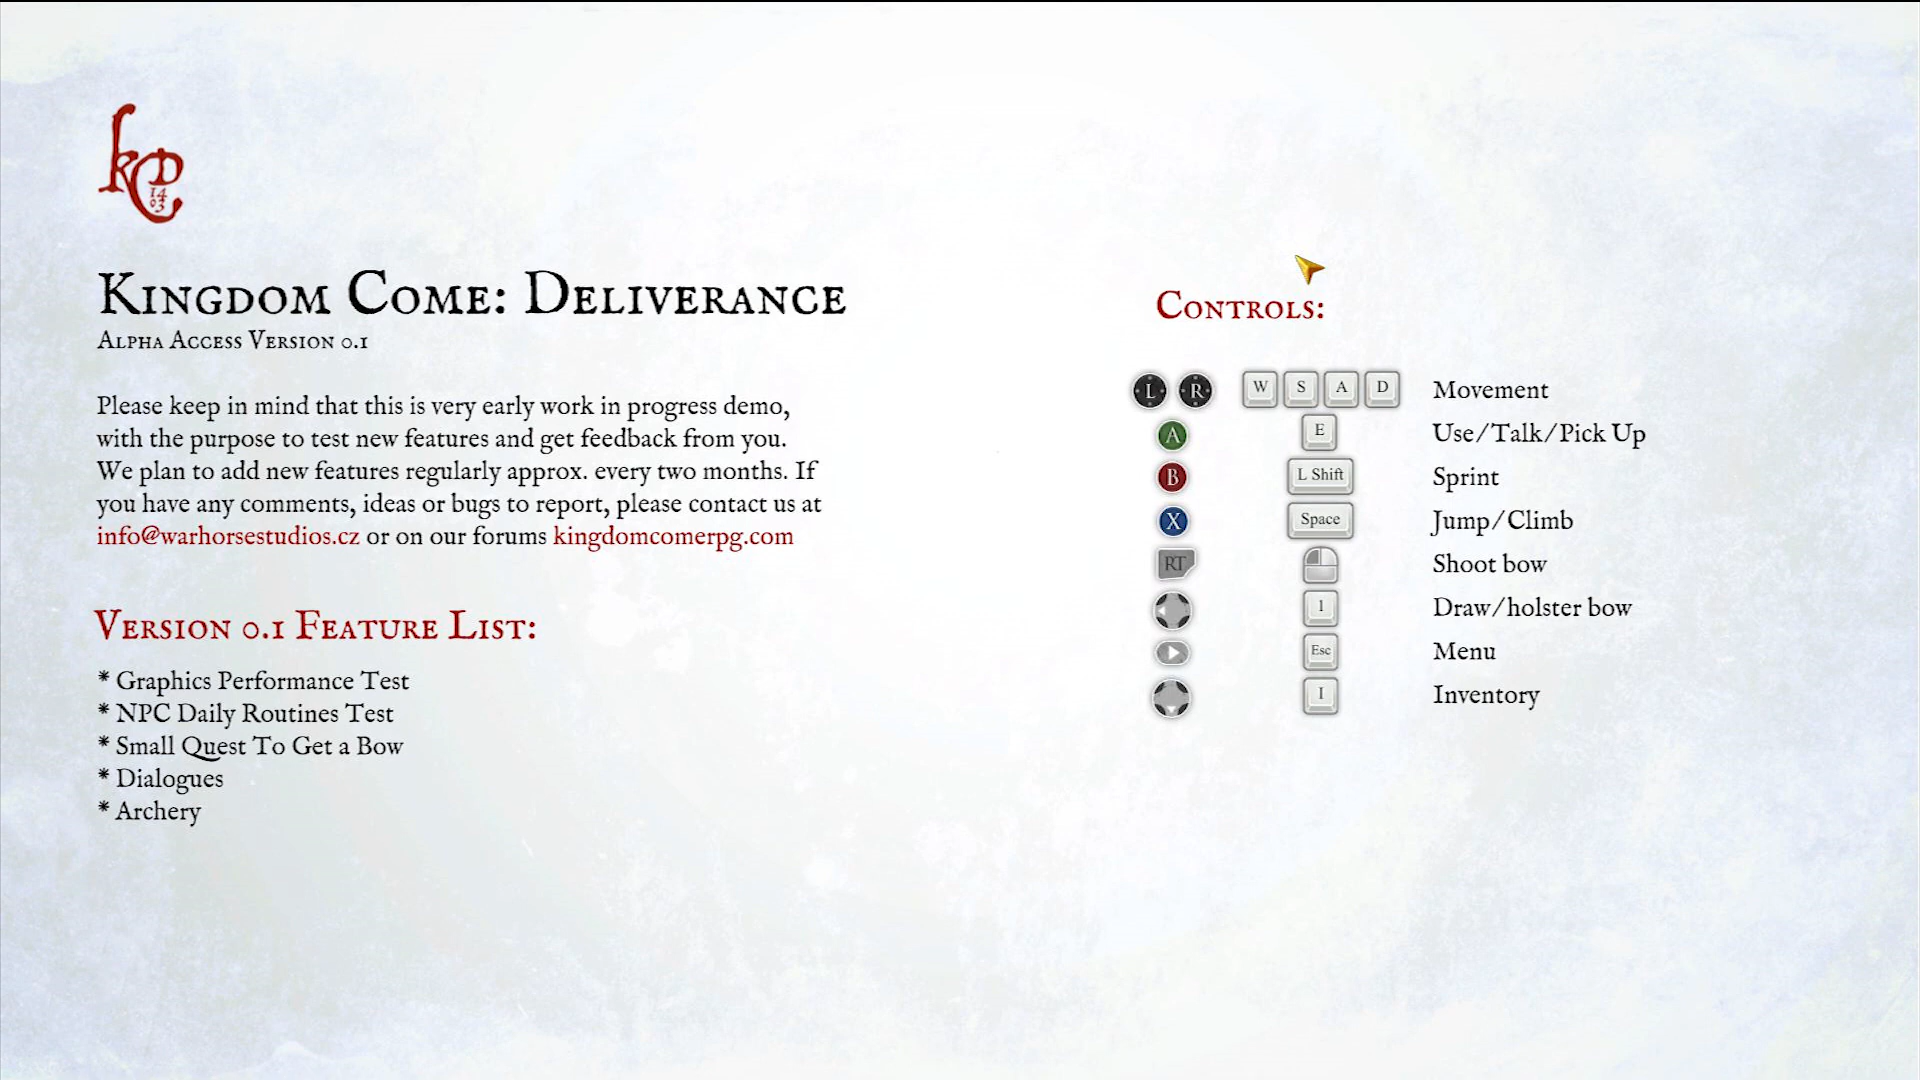 KCD
14
03
Kingdom Come: Deliverance
Alpha Access Version 0.1
Please keep in mind that this is very early work in progress demo,
with the purpose to test new features and get feedback from you.
We plan to add new features regularly approx. every two months. If
you have any comments, ideas or bugs to report, please contact us at
info@warhorsestudios.cz or on our forums kingdomcomerpg.com
Version 0.1 Feature List:
* Graphics Performance Test
* NPC Daily Routines Test
* Small Quest To Get a Bow
* Dialogues
* Archery
Controls:
L R W S A D Movement
A E Use/Talk/Pick Up
B L Shift Sprint
X Space Jump/Climb
RT Shoot bow
1 Draw/holster bow
Esc Menu
I Inventory